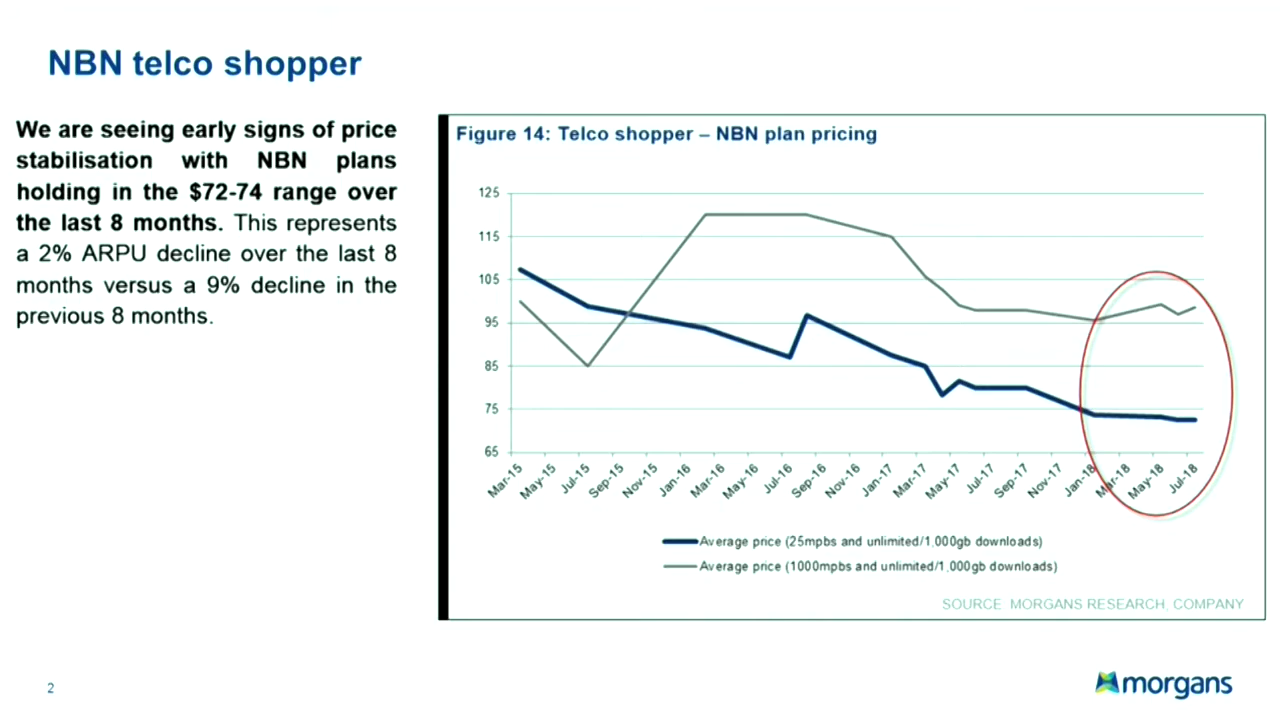 NBN telco shopper
We are seeing early signs of price
stabilisation with NBN plans
holding in the $72-74 range over
the last 8 months. This represents
a 2% ARPU decline over the last 8
months versus a 9% decline in the
previous 8 months.
Figure 14: Telco shopper – NBN plan pricing
125
115
105
95
85
75
65
Mar-15 May-15 Jul-15 Sep-15 Nov-15 Jan-16 Mar-16 May-16 Jul-16 Sep-16 Nov-16 Jan-17 Mar-17 May-17 Jul-17 Sep-17 Nov-17 Jan-18 Mar-18 May-18 Jul-18
Average price (25mpbs and unlimited/1,000gb downloads)
Average price (1000mpbs and unlimited/1,000gb downloads)
SOURCE: MORGANS RESEARCH, COMPANY
2
morgans